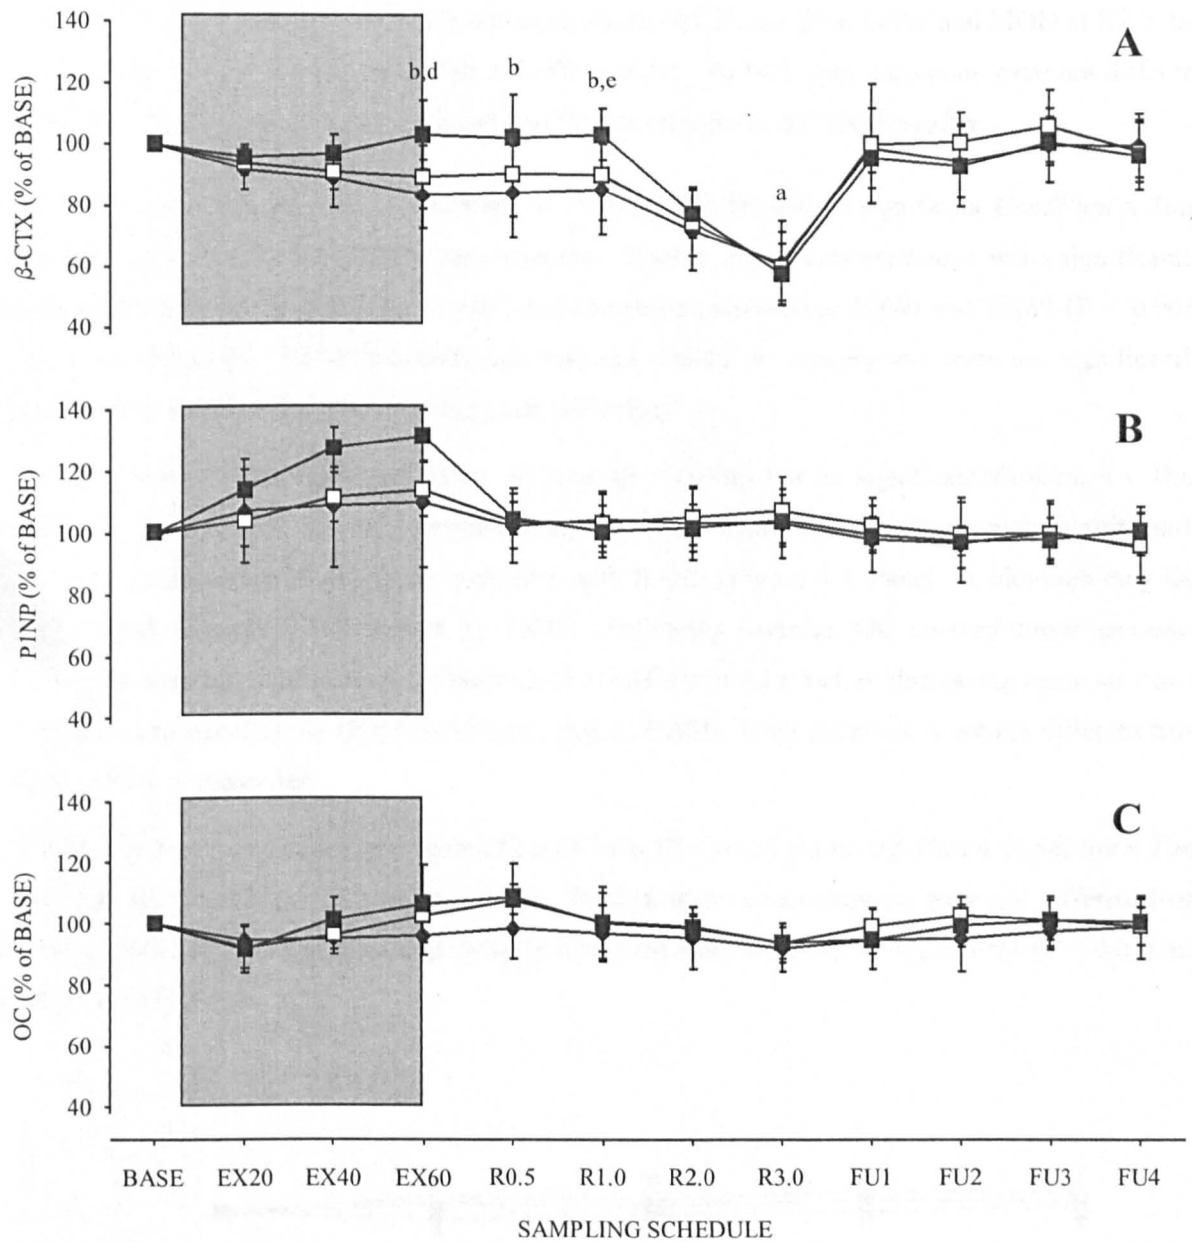 140
120
100
80
60
40
β-CTX (% of BASE)
b,d
b
b,e
a
A
140
120
100
80
60
40
PINP (% of BASE)
B
140
120
100
80
60
40
OC (% of BASE)
C
BASE EX20 EX40 EX60 R0.5 R1.0 R2.0 R3.0 FU1 FU2 FU3 FU4
SAMPLING SCHEDULE